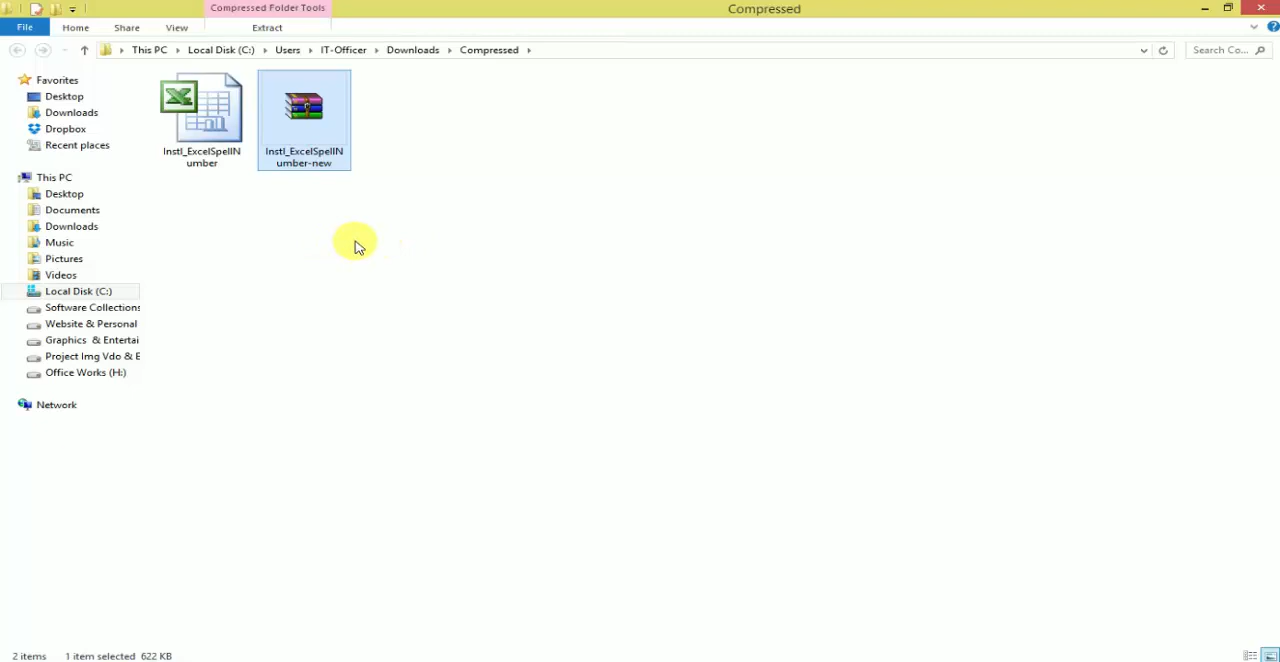 Compressed Folder Tools
Compressed
File
Home
Share
View
Extract
This PC
Local Disk (C:)
Users
IT-Officer
Downloads
Compressed
Search Co...
Favorites
Desktop
Downloads
Dropbox
Recent places
This PC
Desktop
Documents
Downloads
Music
Pictures
Videos
Local Disk (C:)
Software Collections
Website & Personal
Graphics & Entertai
Project Img Vdo & E
Office Works (H:)
Network
Instl_ExcelSpellN
umber
Instl_ExcelSpellN
umber-new
2 items
1 item selected 622 KB